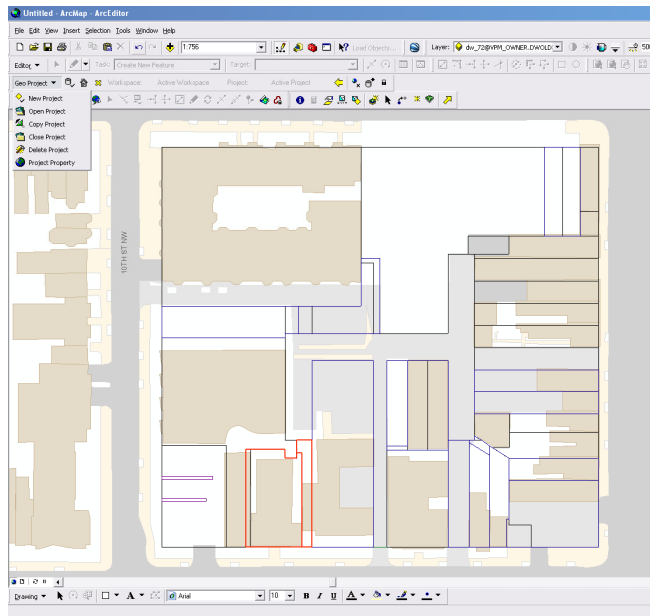 Untitled - ArcMap - ArcEditor
File Edit View Insert Selection Tools Window Help
1:756
Load Objects...
Layer: dw_72@VPM_OWNER.DWOLD
500
Editor
Task: Create New Feature
Target:
Geo Project
Workspace: Active Workspace Project: Active Project
New Project
Open Project
Copy Project
Close Project
Delete Project
Project Property
10TH ST NW
Drawing
A
Arial
10
B I U
A